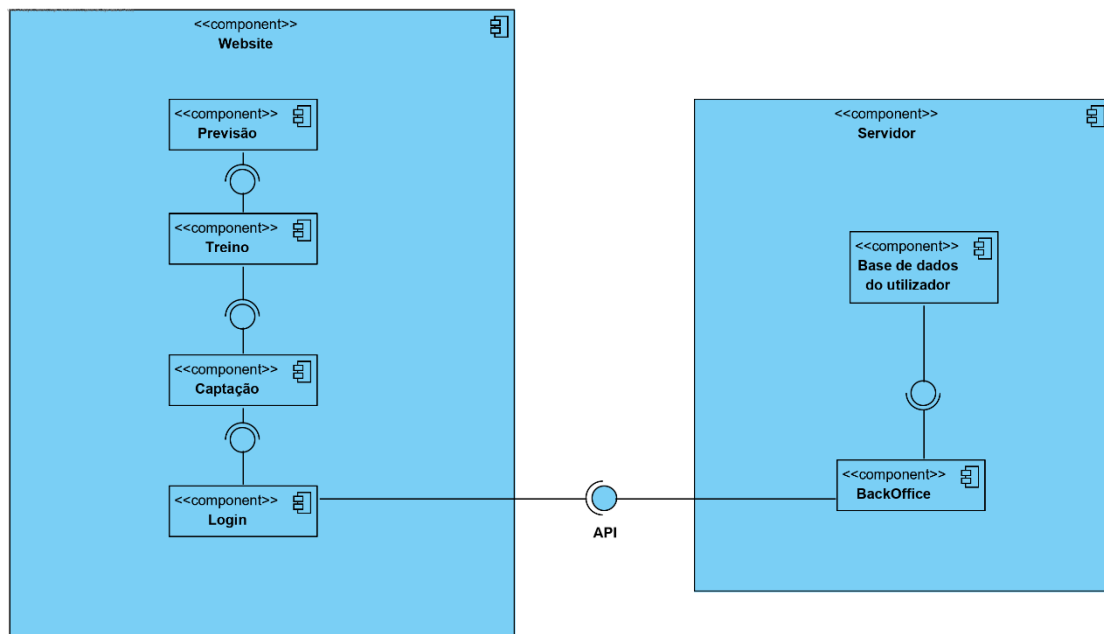 <<component>>
Website
<<component>>
Previsão
<<component>>
Treino
<<component>>
Captação
<<component>>
Login
API
<<component>>
Servidor
<<component>>
Base de dados
do utilizador
<<component>>
BackOffice